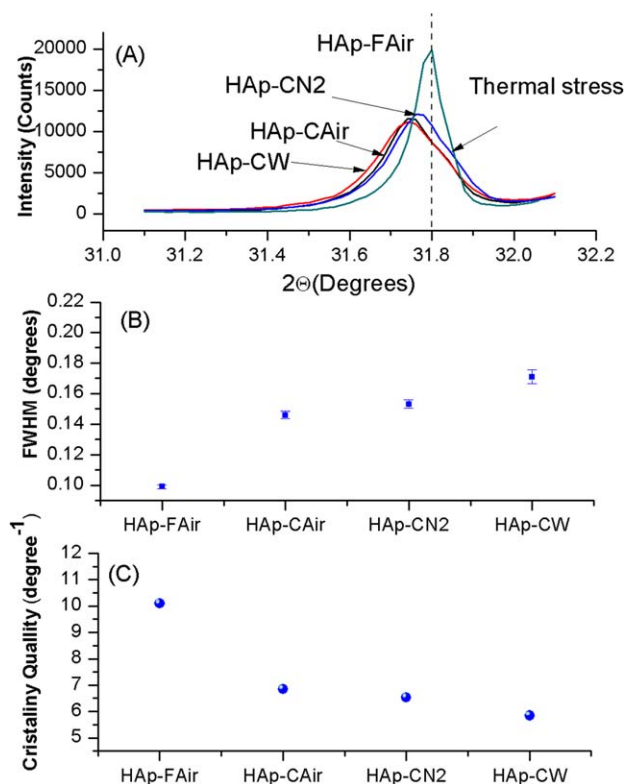 (A)
Intensity (Counts)
20000
15000
10000
5000
0
HAp-FAir
HAp-CN2
HAp-CAir
HAp-CW
Thermal stress
31.0 31.2 31.4 31.6 31.8 32.0 32.2
2Θ(Degrees)
(B)
FWHM (degrees)
0.22
0.20
0.18
0.16
0.14
0.12
0.10
HAp-FAir HAp-CAir HAp-CN2 HAp-CW
(C)
Cristaliny Quallity (degree⁻¹)
12
11
10
9
8
7
6
5
HAp-FAir HAp-CAir HAp-CN2 HAp-CW